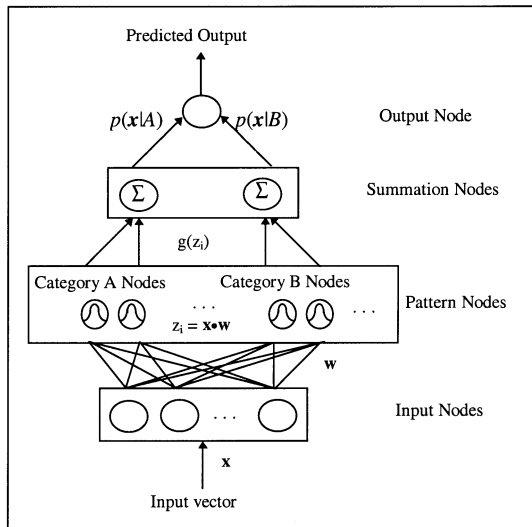 Predicted Output
p(x|A) p(x|B)
Output Node
Σ Σ
Summation Nodes
g(zᵢ)
Category A Nodes Category B Nodes
. . . . . .
Pattern Nodes
zᵢ = x•w
w
. . .
Input Nodes
x
Input vector